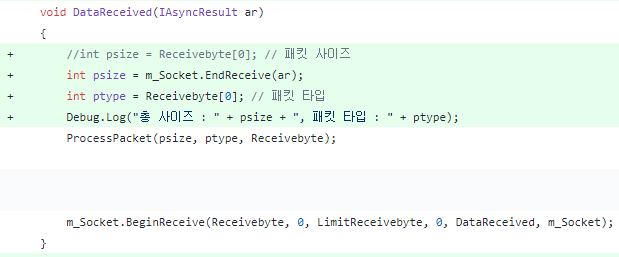 void DataReceived(IAsyncResult ar)
{
+ //int psize = Receivebyte[0]; // 패킷 사이즈
+ int psize = m_Socket.EndReceive(ar);
+ int ptype = Receivebyte[0]; // 패킷 타입
+ Debug.Log("총 사이즈 : " + psize + ", 패킷 타입 : " + ptype);
ProcessPacket(psize, ptype, Receivebyte);
m_Socket.BeginReceive(Receivebyte, 0, LimitReceivebyte, 0, DataReceived, m_Socket);
}